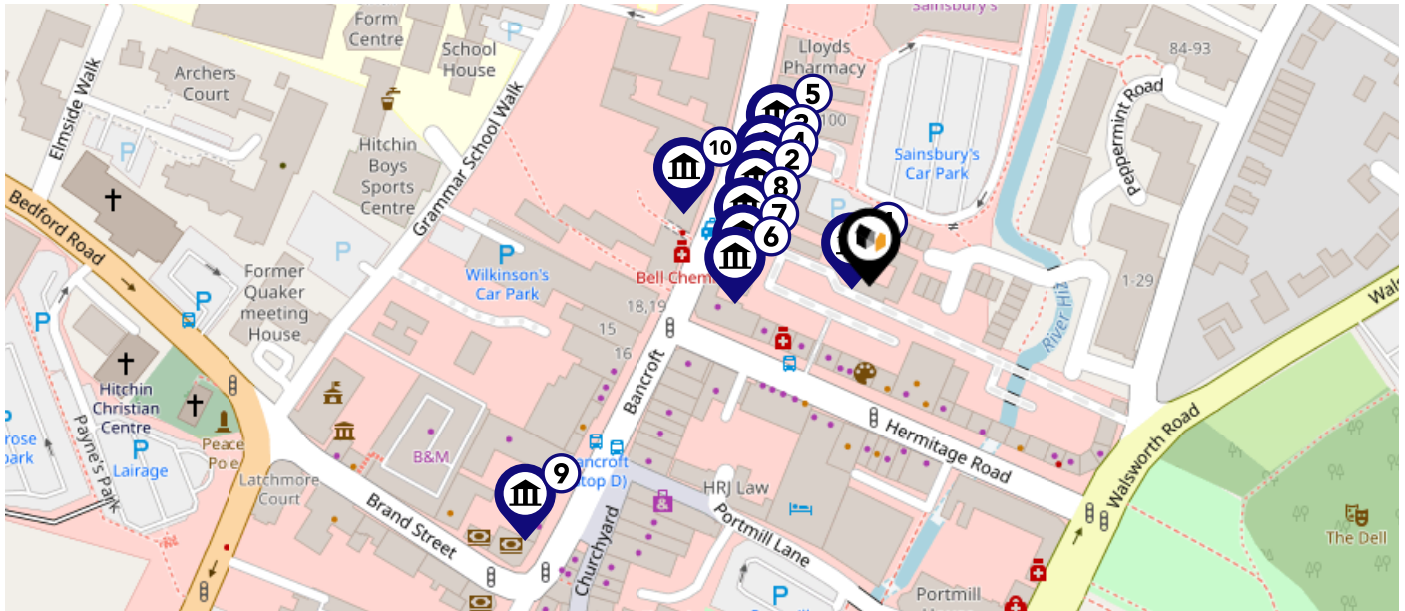 Sainsbury's
Form
Centre
School
House
Lloyds
Pharmacy
84-93
P
Archers
Court
Elmside Walk
Grammar School Walk
Peppermint Road
5
100
4
2
10
P
Sainsbury's
Car Park
Hitchin
Boys
Sports
Centre
P
8
7
6
P
Bedford Road
P
P
Wilkinson's
Car Park
Bell Chem
1-29
River Hiz
Former
Quaker
meeting
House
P
P
18,19
15
16
Bancroft
Hitchin
Christian
Centre
Payne's Park
P
Lairage
Peace
B&M
Latchmore
Court
Brand Street
9
ancroft
top D)
Churchyard
HRJ Law
Portmill Lane
Hermitage Road
Walsworth Road
Wals
The Dell
rose
park
P
Portmill